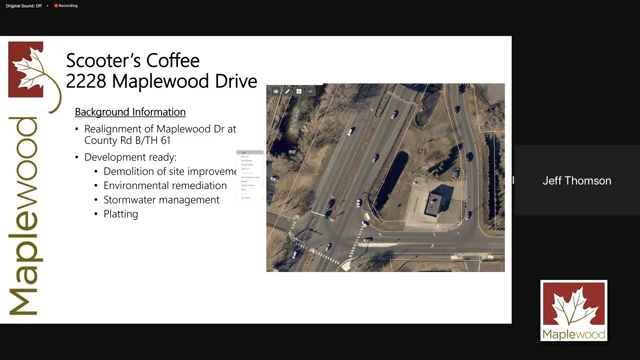 Original Sound: Off
Recording
Scooter's Coffee
2228 Maplewood Drive
Background Information
• Realignment of Maplewood Dr at
County Rd B/TH 61
• Development ready:
• Demolition of site improveme
• Environmental remediation
• Stormwater management
• Platting
Maplewood
Jeff Thomson
Maplewood